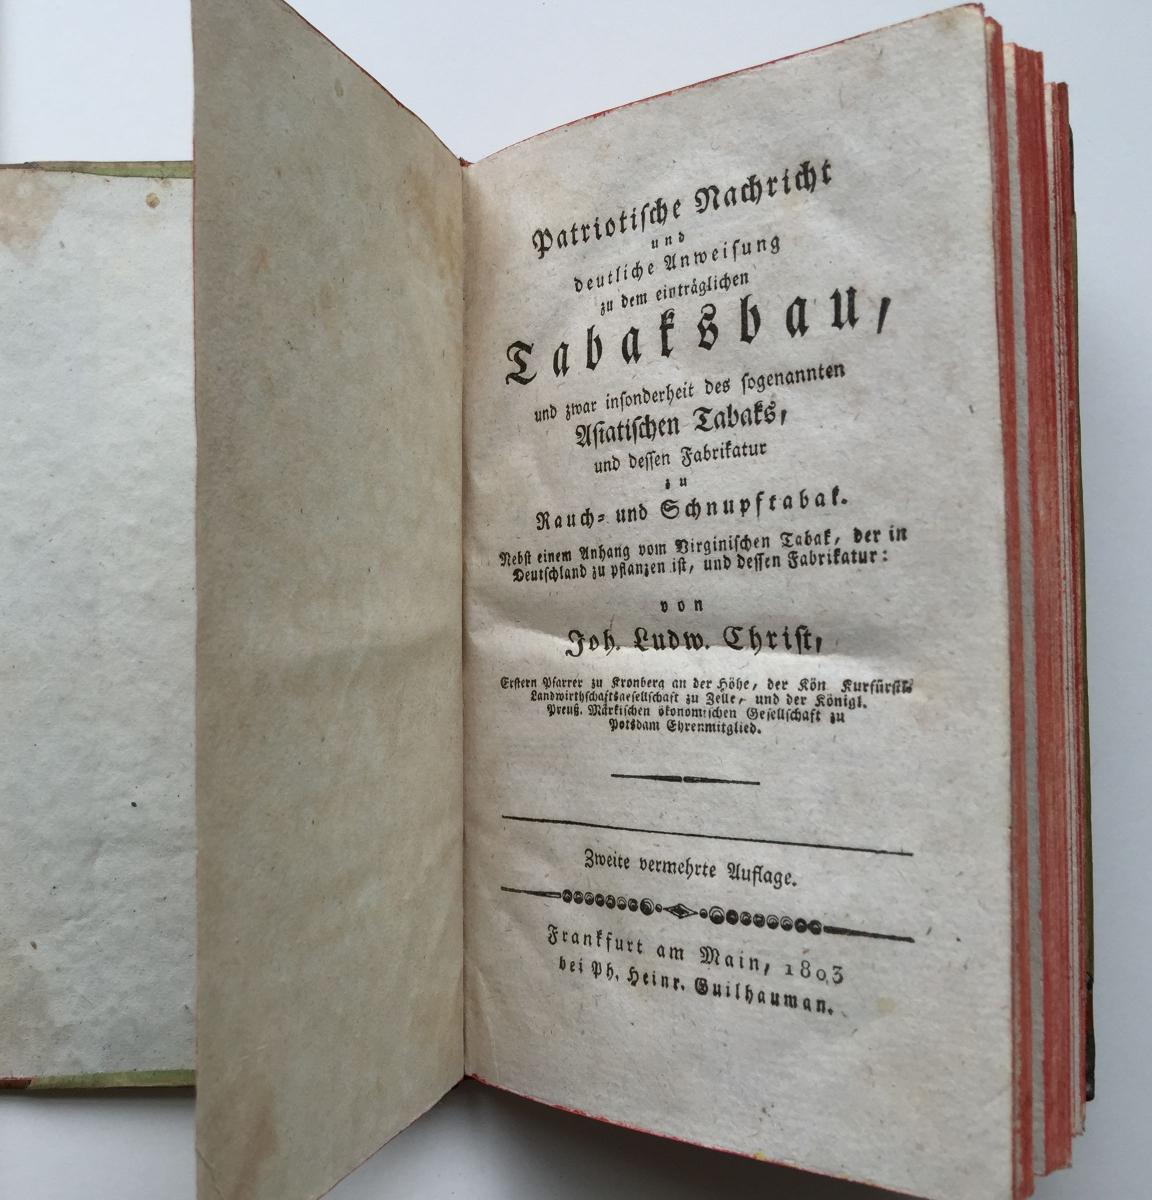 Patriotiſche Nachricht
und
deutliche Anweiſung
zu dem einträglichen
Tabaksbau,
und zwar inſonderheit des ſogenannten
Aſiatiſchen Tabaks,
und deſſen Fabrikatur
zu
Rauch- und Schnupftabak.
Nebſt einem Anhang vom Virginiſchen Tabak, der in
Deutſchland zu pflanzen iſt, und deſſen Fabrikatur:
von
Joh. Ludw. Chriſt,
Erſtern Pfarrer zu Kronberg an der Höhe, der Kön Kurfürſtl.
Landwirthſchaftsgeſellſchaft zu Zelle, und der Königl.
Preuß. Märkiſchen ökonomiſchen Geſellſchaft zu
Potsdam Ehrenmitglied.
Zweite vermehrte Auflage.
Frankfurt am Main, 1803
bei Ph. Heinr. Guilhauman.